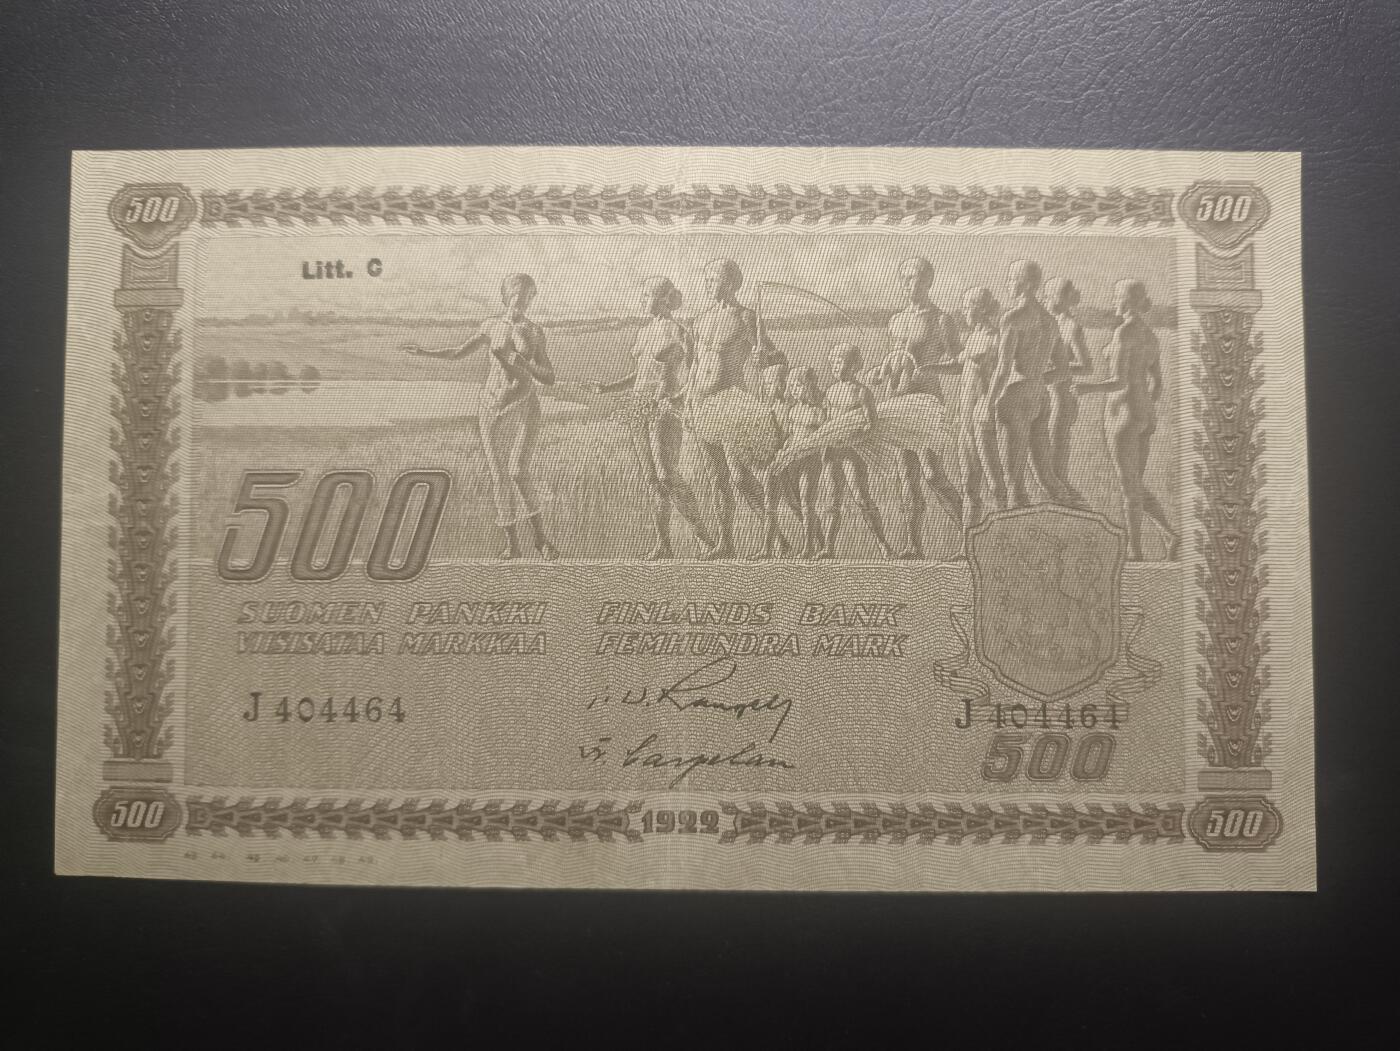 500
500
Litt. C
500
SUOMEN PANKKI
VIISISATAA MARKKAA
FINLANDS BANK
FEMHUNDRA MARK
J 404464
J 404464
500
500
1922
500